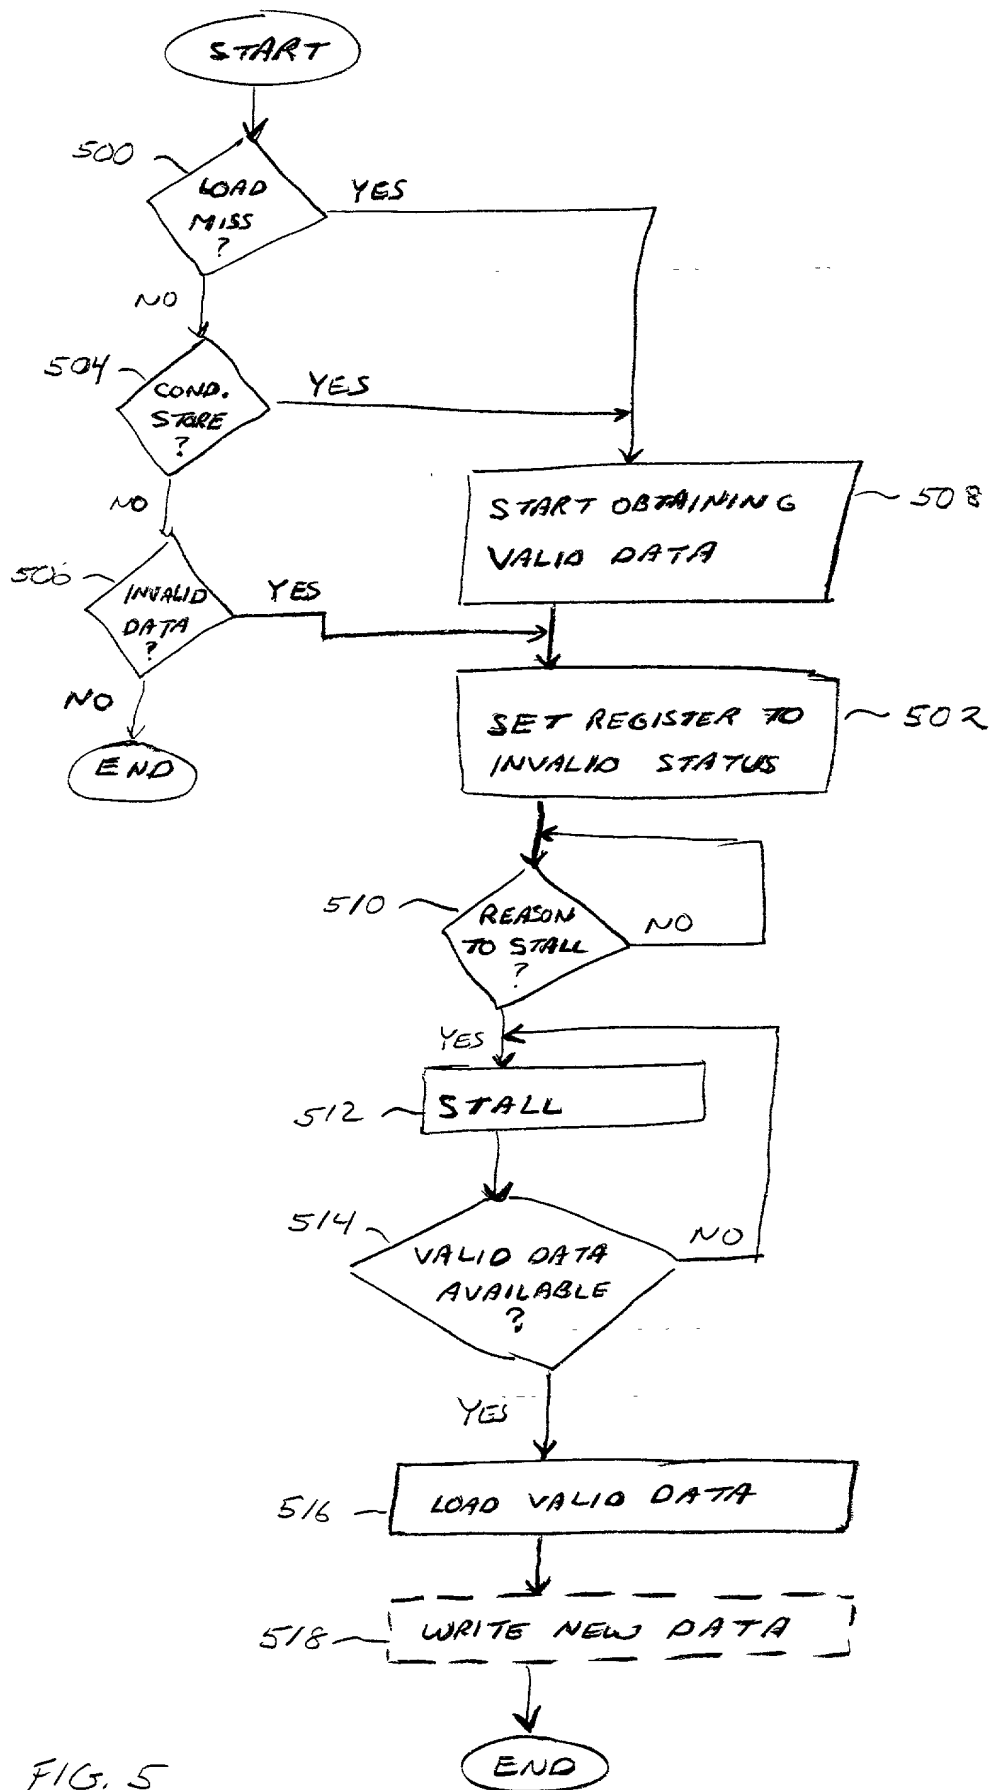 START
500
LOAD
MISS
?
YES
NO
504
COND.
STORE
?
YES
NO
START OBTAINING
VALID DATA
508
506
INVALID
DATA
?
YES
NO
END
SET REGISTER TO
INVALID STATUS
502
510
REASON
TO STALL
?
NO
YES
512
STALL
514
VALID DATA
AVAILABLE
?
NO
YES
516
LOAD VALID DATA
518
WRITE NEW DATA
END
FIG. 5